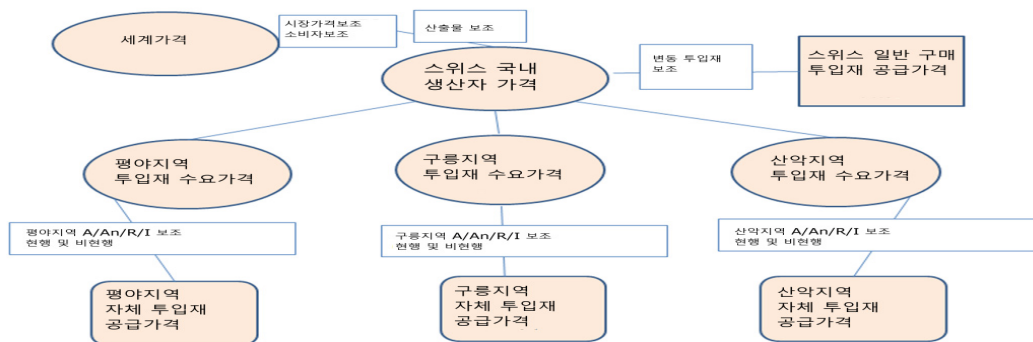 세계가격
시장가격보조
소비자보조
산출물 보조
스위스 국내
생산자 가격
변동 투입재
보조
스위스 일반 구매
투입재 공급가격
평야지역
투입재 수요가격
구릉지역
투입재 수요가격
산악지역
투입재 수요가격
평야지역 A/An/R/I 보조
현행 및 비현행
구릉지역 A/An/R/I 보조
현행 및 비현행
산악지역 A/An/R/I 보조
현행 및 비현행
평야지역
자체 투입재
공급가격
구릉지역
자체 투입재
공급가격
산악지역
자체 투입재
공급가격